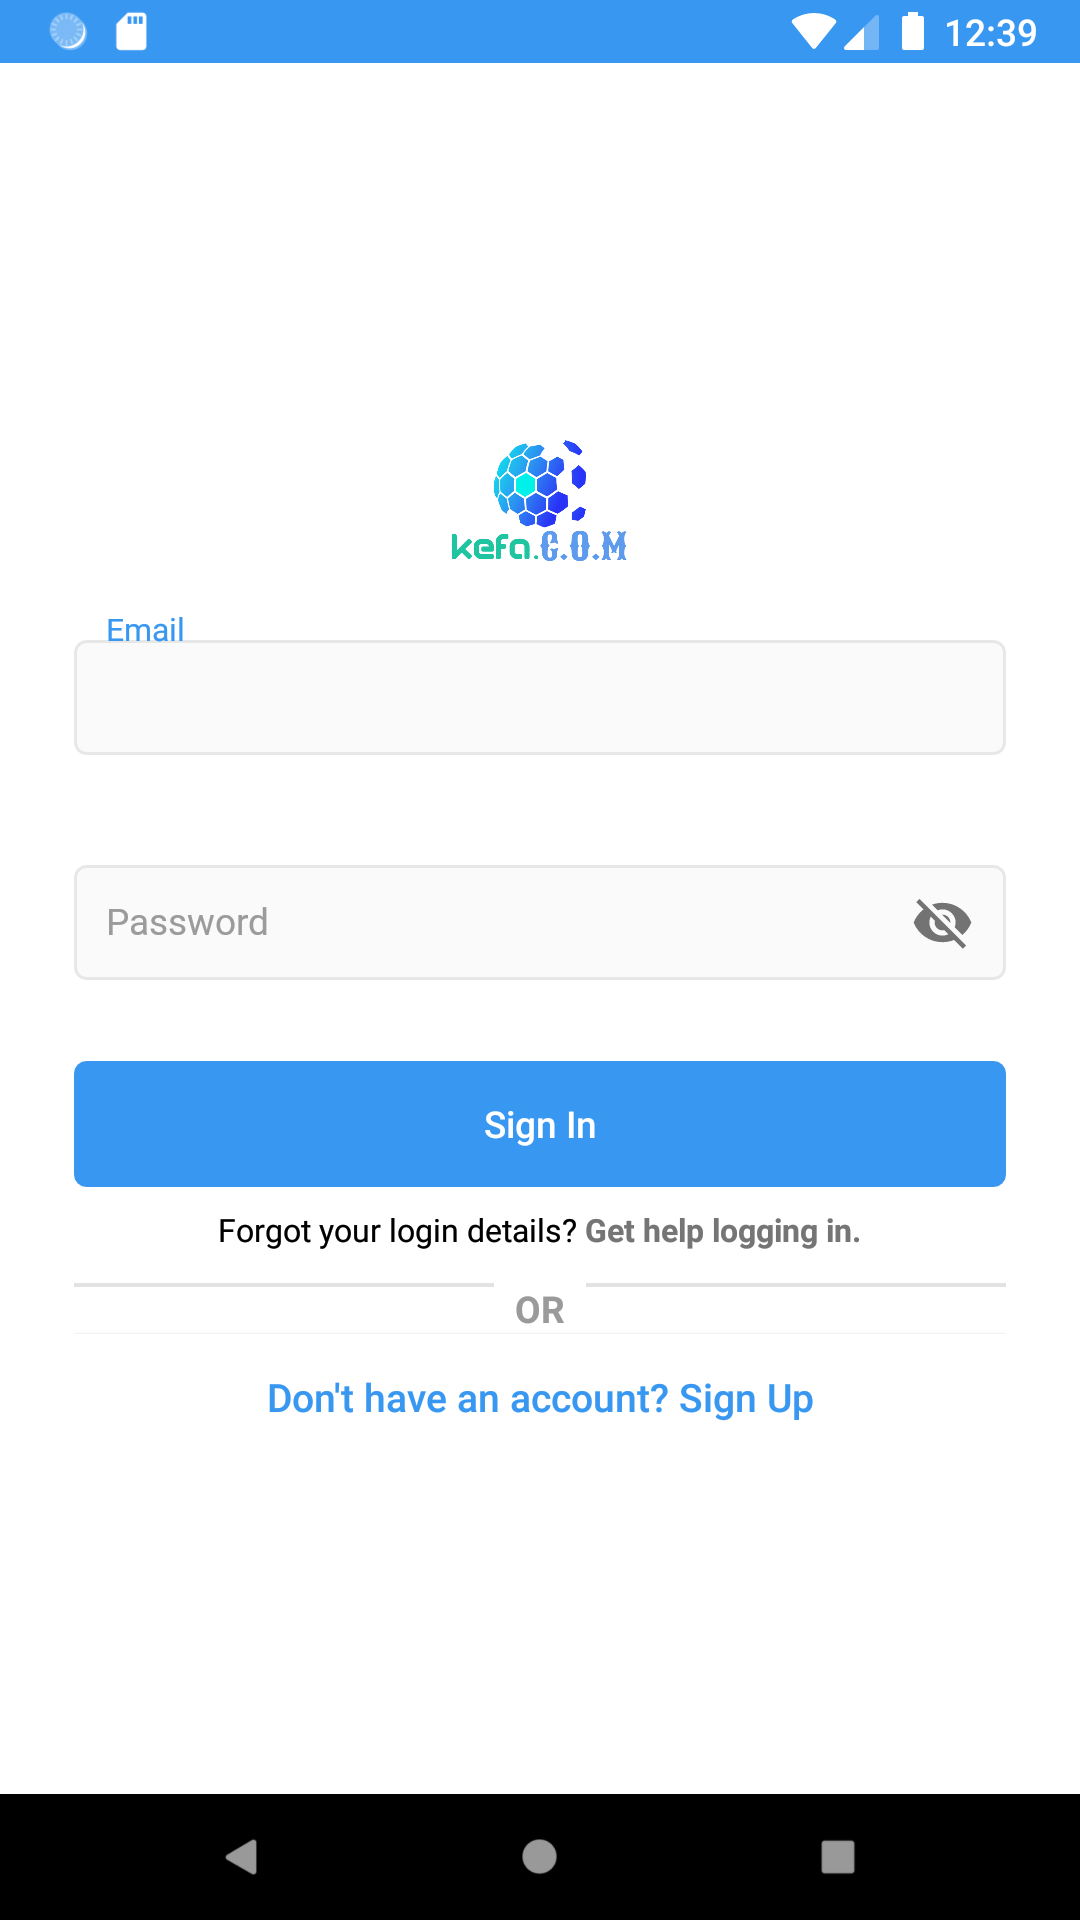 12:39
kefa.C.O.M
Email
Password
Sign In
Forgot your login details? Get help logging in.
OR
Don't have an account? Sign Up